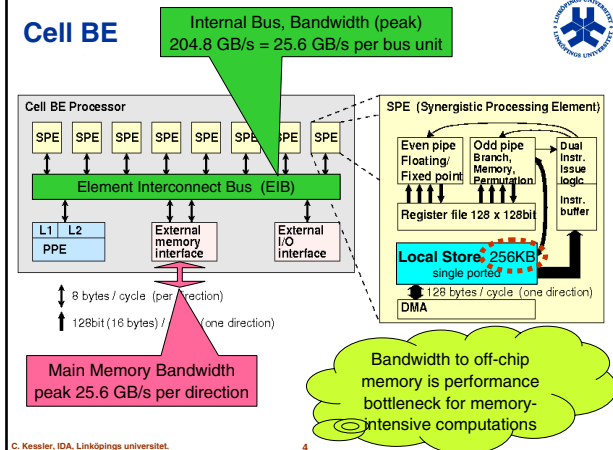 Cell BE
Internal Bus, Bandwidth (peak)
204.8 GB/s = 25.6 GB/s per bus unit
LINKÖPINGS UNIVERSITET
Cell BE Processor
SPE SPE SPE SPE SPE SPE SPE SPE
Element Interconnect Bus (EIB)
L1 L2
PPE
External
memory
interface
External
I/O
interface
8 bytes / cycle (per direction)
128bit (16 bytes) / (one direction)
Main Memory Bandwidth
peak 25.6 GB/s per direction
SPE (Synergistic Processing Element)
Even pipe
Floating/
Fixed point
Odd pipe
Branch,
Memory,
Permutation
Dual
Instr.
Issue
logic
Instr.
buffer
Register file 128 x 128bit
Local Store 256KB
single ported
128 bytes / cycle (one direction)
DMA
Bandwidth to off-chip
memory is performance
bottleneck for memory-
intensive computations
C. Kessler, IDA, Linköpings universitet.
4